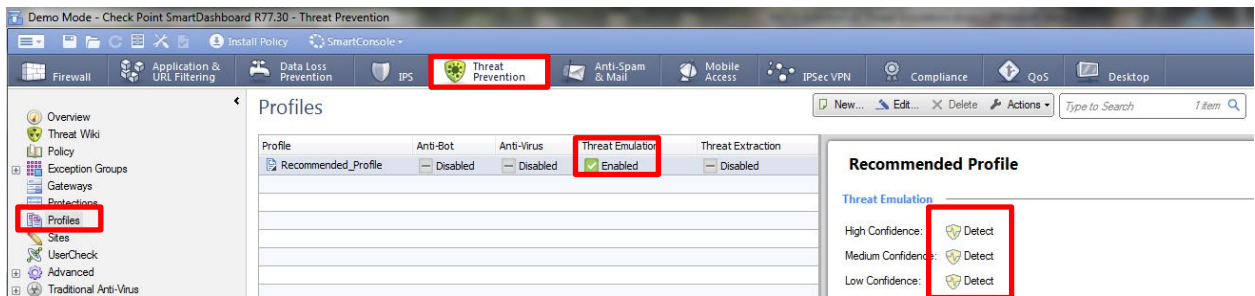 Demo Mode - Check Point SmartDashboard R77.30 - Threat Prevention
Install Policy SmartConsole
Firewall
Application & URL Filtering
Data Loss Prevention
IPS
Threat Prevention
Anti-Spam & Mail
Mobile Access
IPSec VPN
Compliance
QoS
Desktop
Overview
Threat Wiki
Policy
Exception Groups
Gateways
Protections
Profiles
Sites
UserCheck
Advanced
Traditional Anti-Virus
Profiles
New... Edit... Delete Actions Type to Search 1 item
Profile Anti-Bot Anti-Virus Threat Emulation Threat Extraction
Recommended_Profile Disabled Disabled Enabled Disabled
Recommended Profile
Threat Emulation
High Confidence: Detect
Medium Confidence: Detect
Low Confidence: Detect